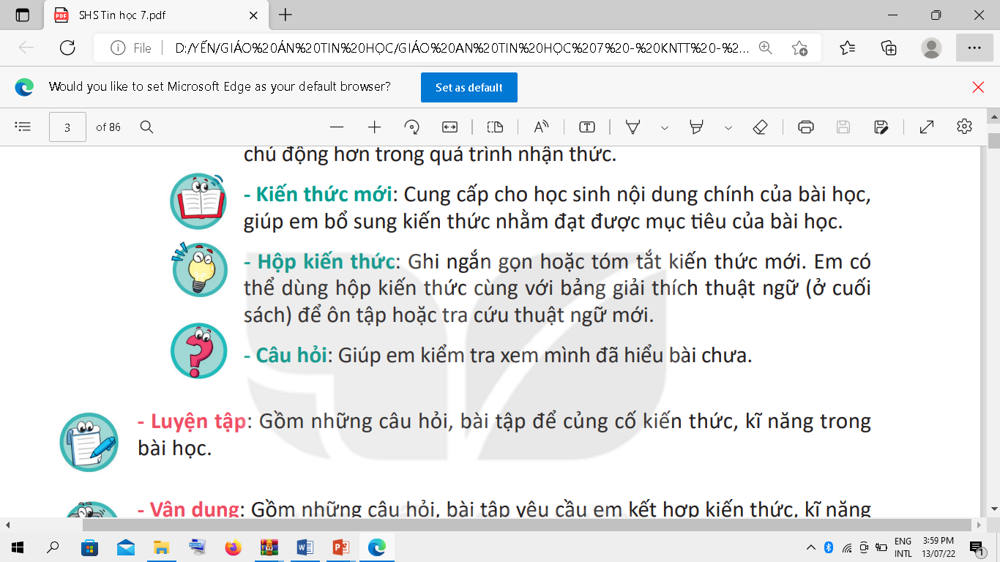 SHS Tin học 7.pdf
File
D:/YẾN/GIÁO%20ÁN%20TIN%20HỌC/GIÁO%20AN%20TIN%20HỌC%207%20-%20KNTT%20-%2...
Would you like to set Microsoft Edge as your default browser?
Set as default
3 of 86
chủ động hơn trong quá trình nhận thức.
- Kiến thức mới: Cung cấp cho học sinh nội dung chính của bài học,
giúp em bổ sung kiến thức nhằm đạt được mục tiêu của bài học.
- Hộp kiến thức: Ghi ngắn gọn hoặc tóm tắt kiến thức mới. Em có
thể dùng hộp kiến thức cùng với bảng giải thích thuật ngữ (ở cuối
sách) để ôn tập hoặc tra cứu thuật ngữ mới.
- Câu hỏi: Giúp em kiểm tra xem mình đã hiểu bài chưa.
- Luyện tập: Gồm những câu hỏi, bài tập để củng cố kiến thức, kĩ năng trong
bài học.
- Vận dụng: Gồm những câu hỏi, bài tập yêu cầu em kết hợp kiến thức, kĩ năng
ENG
INTL
3:59 PM
13/07/22
1